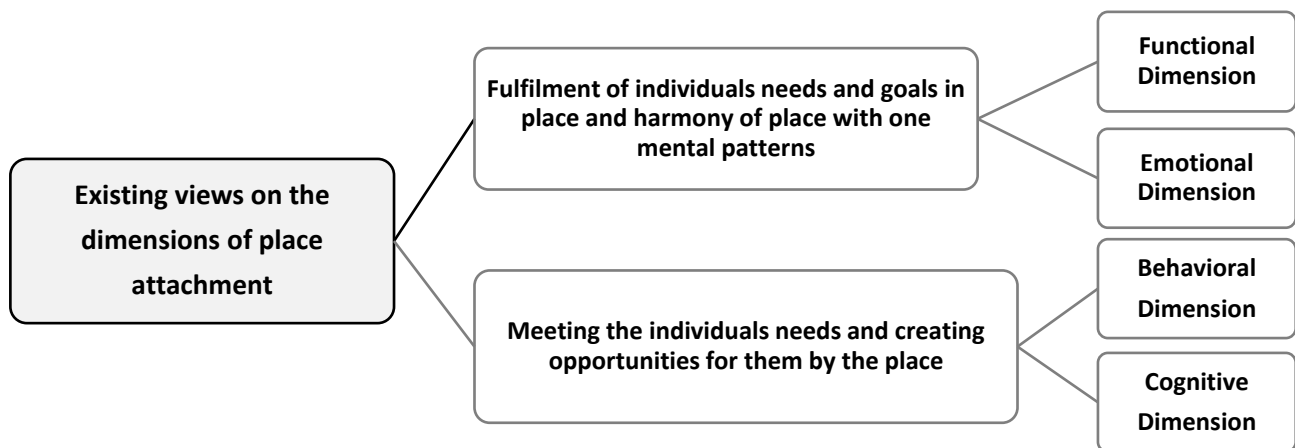 Existing views on the
dimensions of place
attachment
Fulfilment of individuals needs and goals in
place and harmony of place with one
mental patterns
Functional
Dimension
Emotional
Dimension
Meeting the individuals needs and creating
opportunities for them by the place
Behavioral
Dimension
Cognitive
Dimension